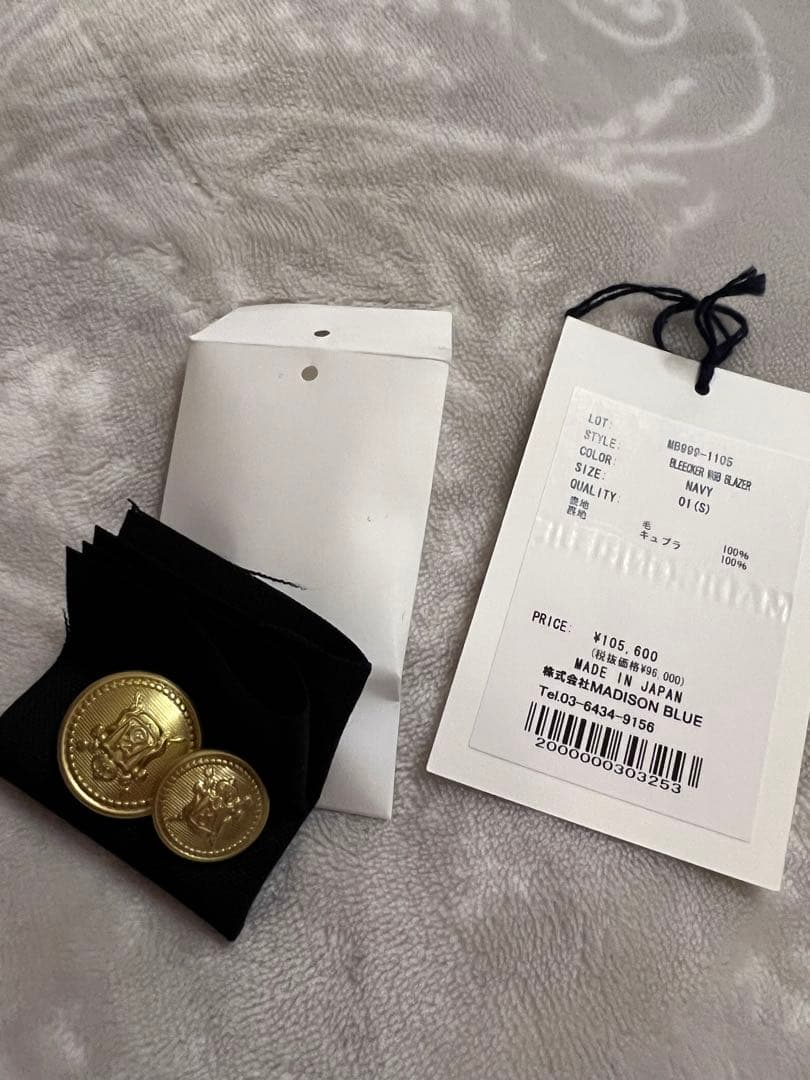 LOT: MB999-1105
STYLE: BLEECKER WGB BLAZER
COLOR: NAVY
SIZE: 01(S)
QUALITY:
表地 毛 100%
裏地 キュプラ 100%
PRICE: ¥105,600
(税抜価格¥96,000)
MADE IN JAPAN
株式会社MADISON BLUE
Tel.03-6434-9156
2000000303253